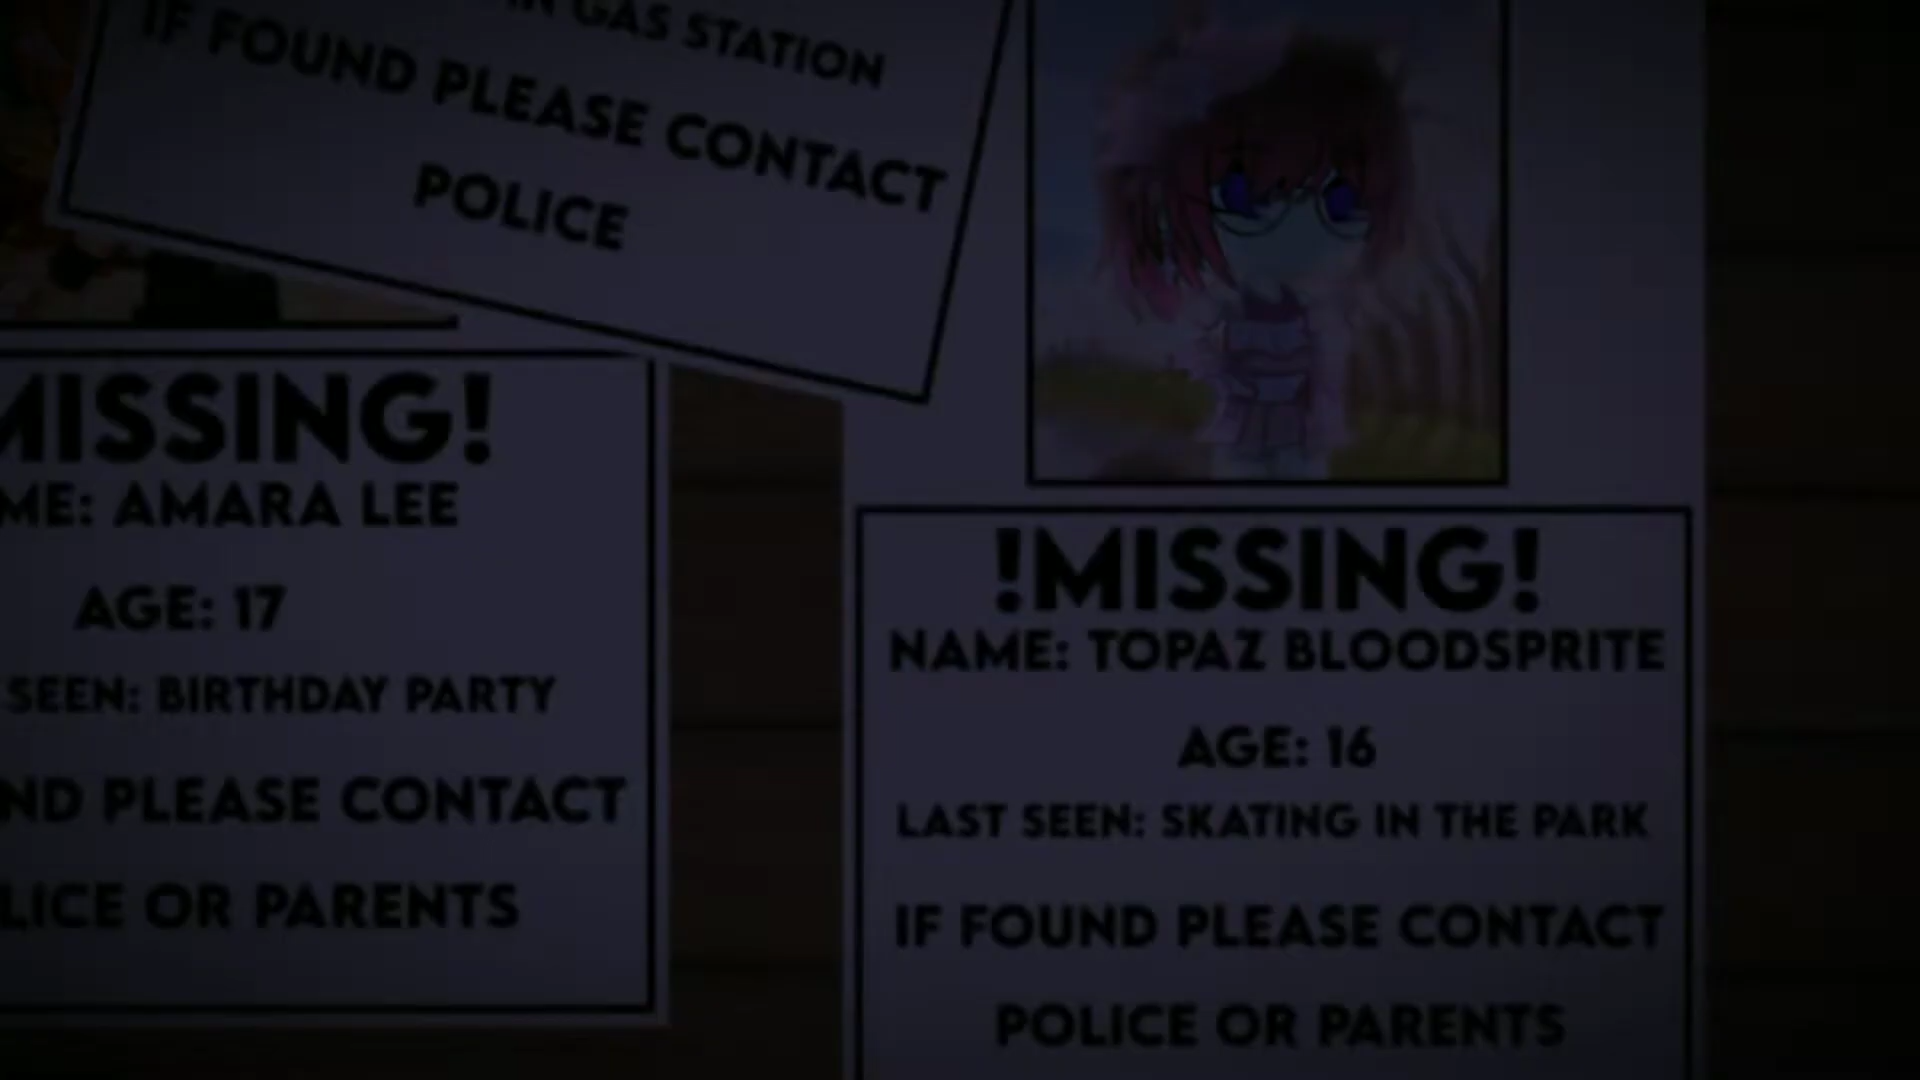 IN GAS STATION
IF FOUND PLEASE CONTACT
POLICE
MISSING!
ME: AMARA LEE
AGE: 17
SEEN: BIRTHDAY PARTY
ND PLEASE CONTACT
LICE OR PARENTS
!MISSING!
NAME: TOPAZ BLOODSPRITE
AGE: 16
LAST SEEN: SKATING IN THE PARK
IF FOUND PLEASE CONTACT
POLICE OR PARENTS